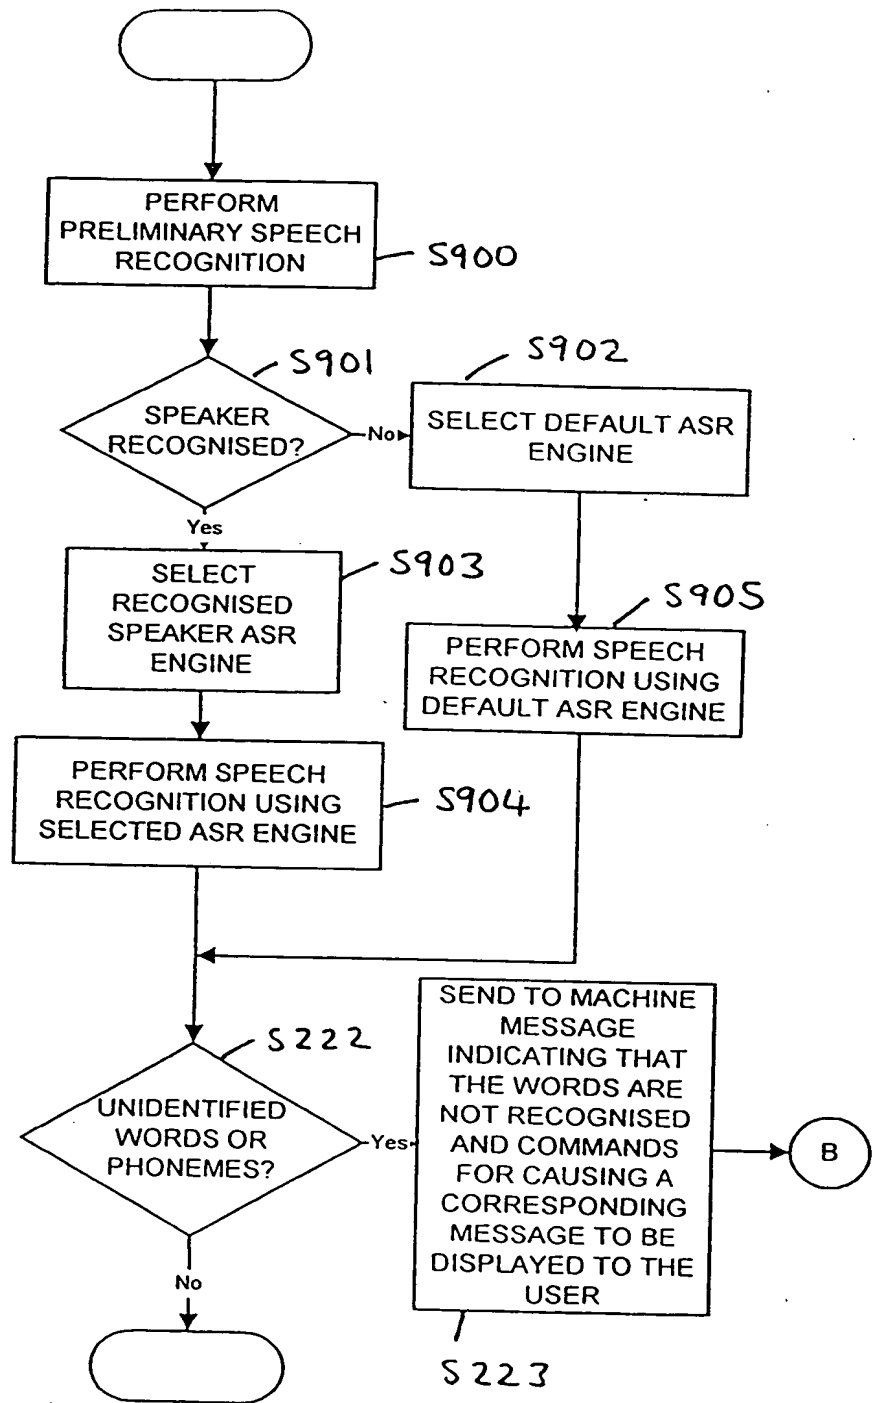 PERFORM
PRELIMINARY SPEECH
RECOGNITION
S900
S901
SPEAKER
RECOGNISED?
No
S902
SELECT DEFAULT ASR
ENGINE
Yes
S903
SELECT
RECOGNISED
SPEAKER ASR
ENGINE
S905
PERFORM SPEECH
RECOGNITION USING
DEFAULT ASR ENGINE
PERFORM SPEECH
RECOGNITION USING
SELECTED ASR ENGINE
S904
S222
UNIDENTIFIED
WORDS OR
PHONEMES?
Yes
SEND TO MACHINE
MESSAGE
INDICATING THAT
THE WORDS ARE
NOT RECOGNISED
AND COMMANDS
FOR CAUSING A
CORRESPONDING
MESSAGE TO BE
DISPLAYED TO THE
USER
B
No
S223